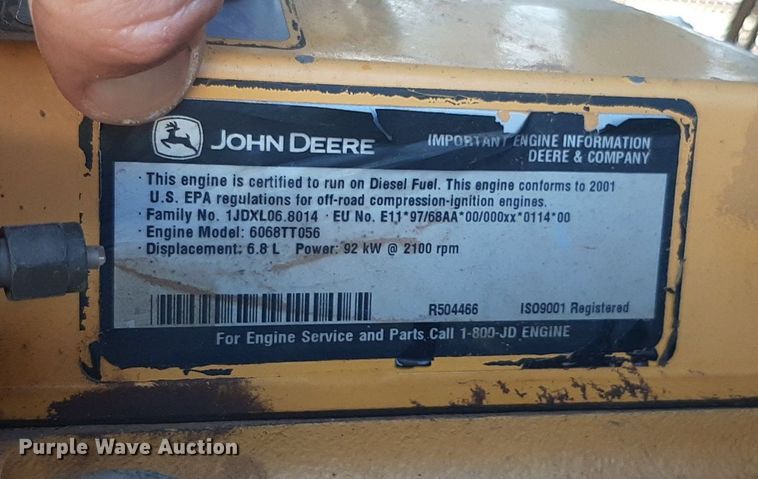 JOHN DEERE
IMPORTANT ENGINE INFORMATION
DEERE & COMPANY
· This engine is certified to run on Diesel Fuel. This engine conforms to 2001
U.S. EPA regulations for off-road compression-ignition engines.
· Family No. 1JDXL06.8014 · EU No. E11*97/68AA*00/000xx*0114*00
· Engine Model: 6068TT056
· Displacement: 6.8 L Power: 92 kW @ 2100 rpm
R504466 ISO9001 Registered
For Engine Service and Parts Call 1-800-JD ENGINE
Purple Wave Auction